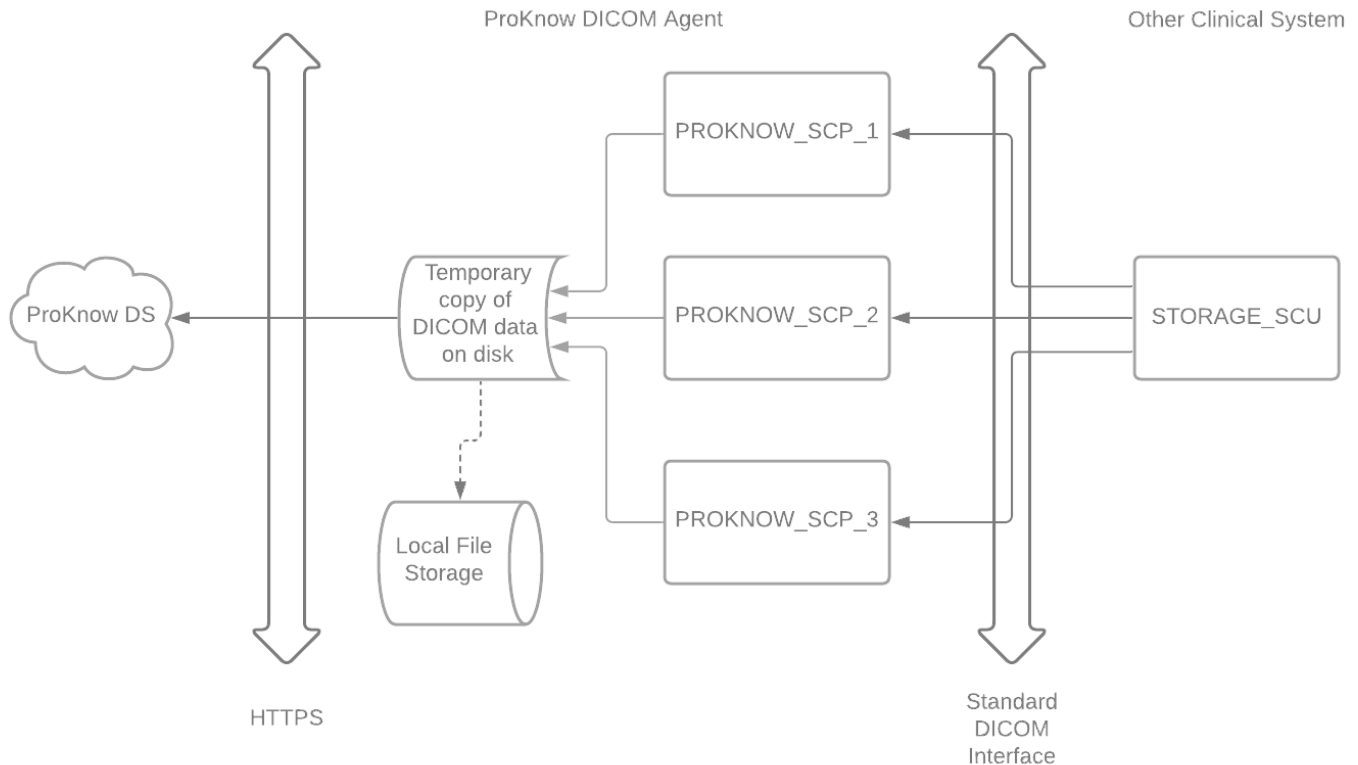 ProKnow DICOM Agent
Other Clinical System
PROKNOW_SCP_1
Temporary
copy of
DICOM data
on disk
ProKnow DS
PROKNOW_SCP_2
STORAGE_SCU
PROKNOW_SCP_3
Local File
Storage
HTTPS
Standard
DICOM
Interface